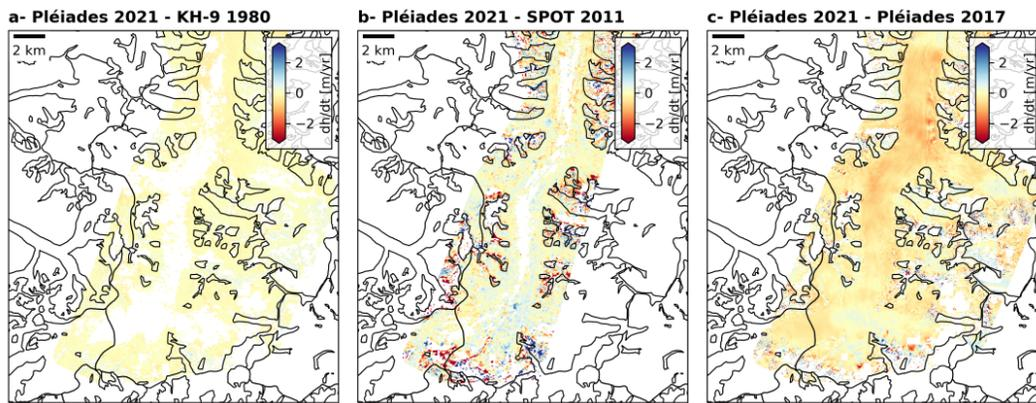 a- Pléiades 2021 - KH-9 1980
2 km
2
0
−2
dh/dt [m/yr]
b- Pléiades 2021 - SPOT 2011
2 km
2
0
−2
dh/dt [m/yr]
c- Pléiades 2021 - Pléiades 2017
2 km
2
0
−2
dh/dt [m/yr]